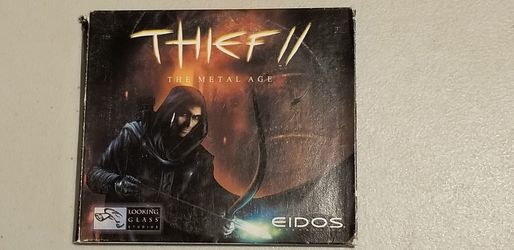 THIEF II
THE METAL AGE
LOOKING
GLASS
STUDIOS
EIDOS